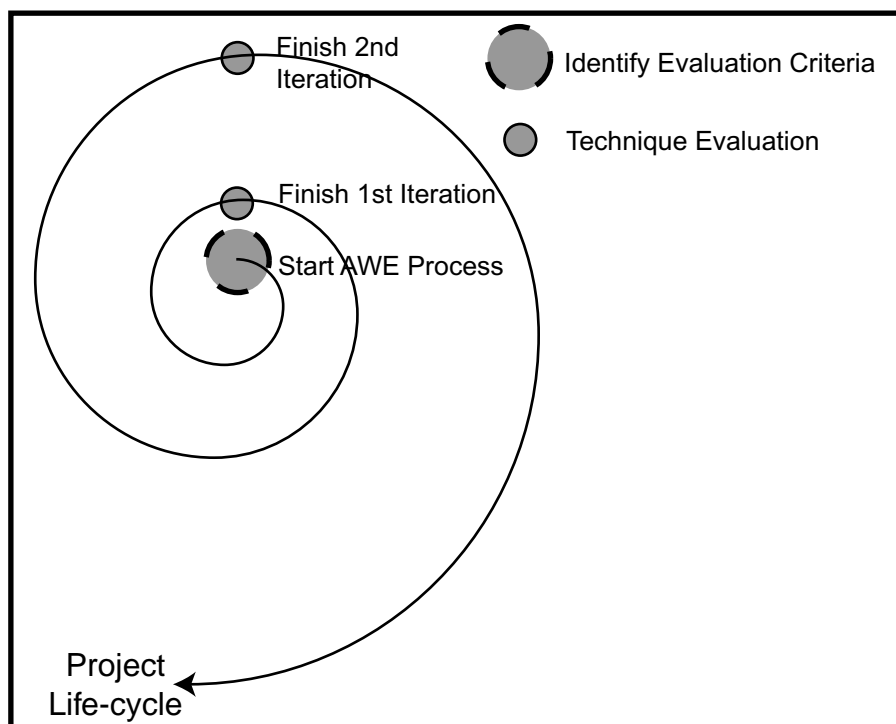 Finish 2nd
Iteration
Identify Evaluation Criteria
Technique Evaluation
Finish 1st Iteration
Start AWE Process
Project
Life-cycle